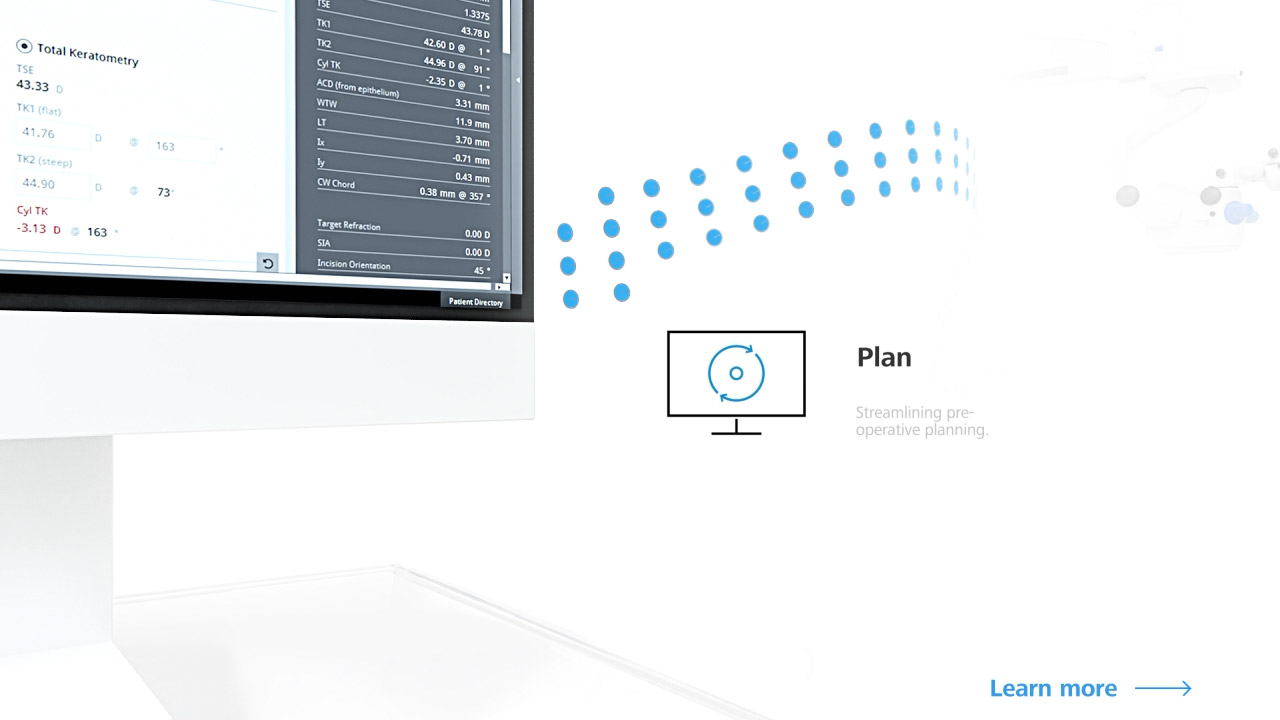 Total Keratometry
TSE
43.33 D
TK1 (flat)
41.76 D @ 163 °
TK2 (steep)
44.90 D @ 73°
Cyl TK
-3.13 D @ 163 °
TSE 1.3375
43.78 D
TK1 42.60 D @ 1 °
TK2 44.96 D @ 91 °
Cyl TK -2.35 D @ 1 °
ACD (from epithelium) 3.31 mm
WTW 11.9 mm
LT 3.70 mm
Ix -0.71 mm
Iy 0.43 mm
CW Chord 0.38 mm @ 357 °
Target Refraction 0.00 D
SIA 0.00 D
Incision Orientation 45 °
Patient Directory
Plan
Streamlining pre-
operative planning.
Learn more